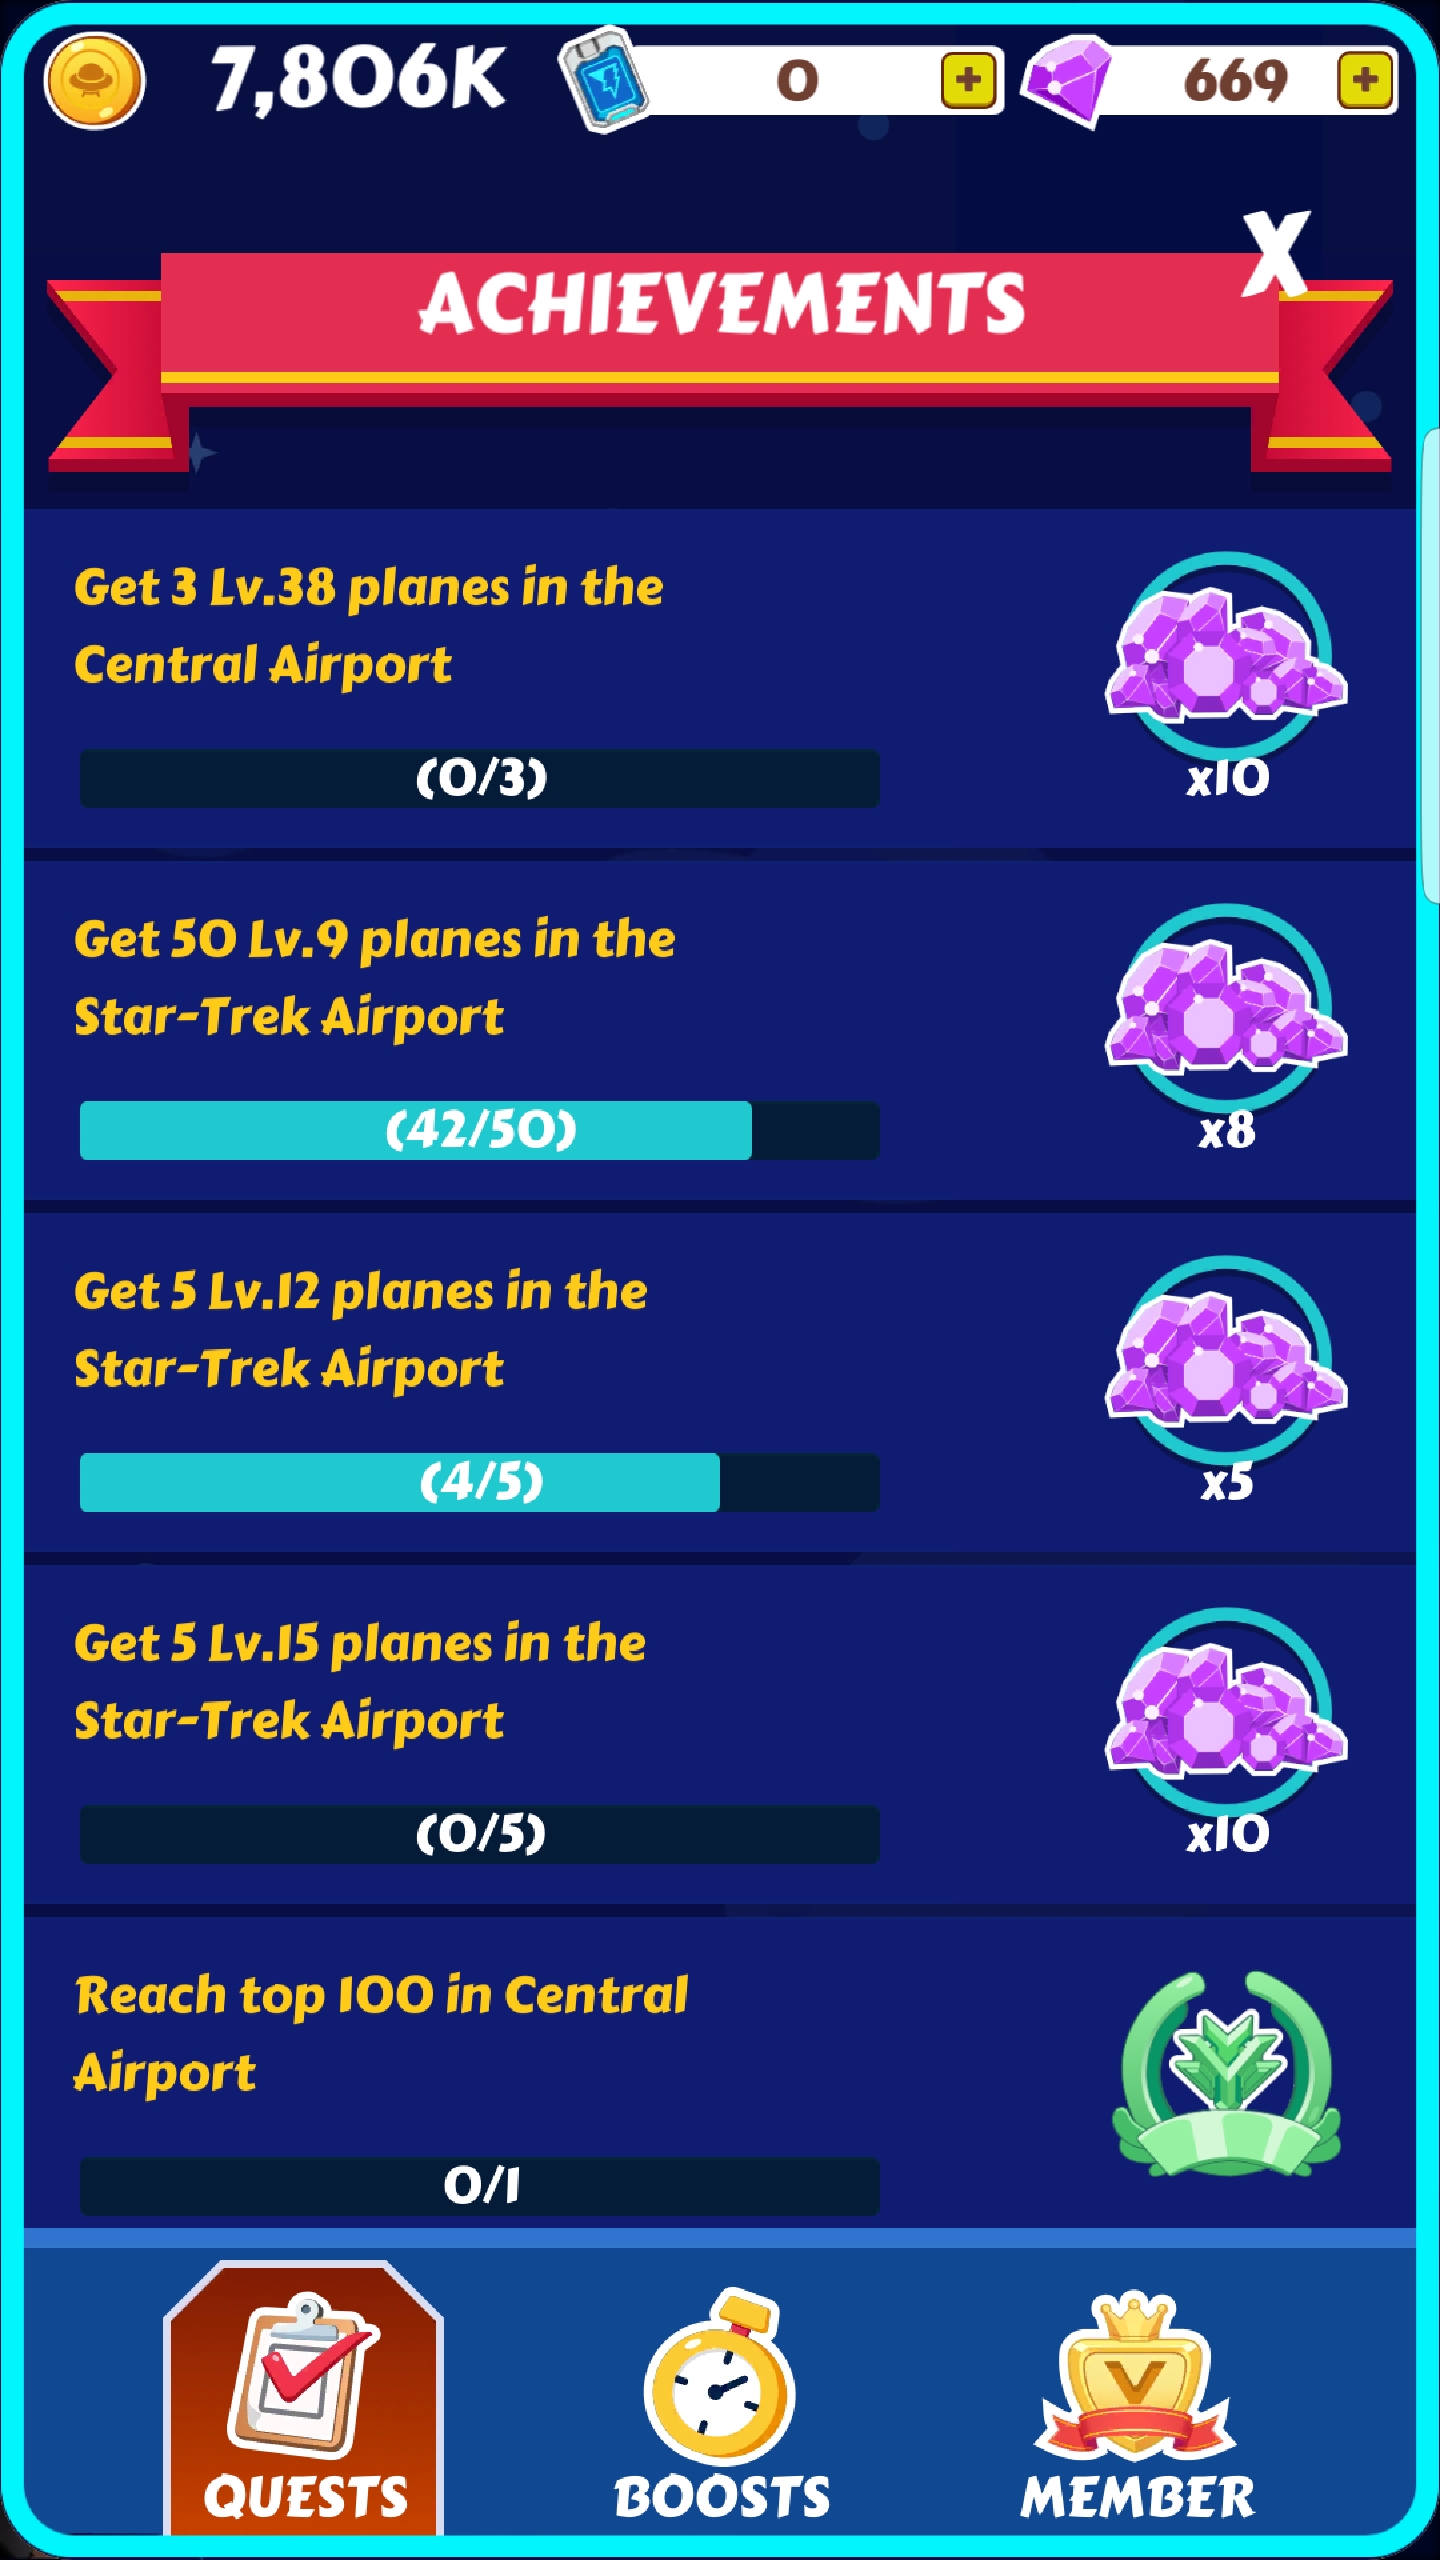 7,806K 0 + 669 +
X
ACHIEVEMENTS
Get 3 Lv.38 planes in the
Central Airport
(0/3)
x10
Get 50 Lv.9 planes in the
Star-Trek Airport
(42/50)
x8
Get 5 Lv.12 planes in the
Star-Trek Airport
(4/5)
x5
Get 5 Lv.15 planes in the
Star-Trek Airport
(0/5)
x10
Reach top 100 in Central
Airport
0/1
V
QUESTS BOOSTS MEMBER